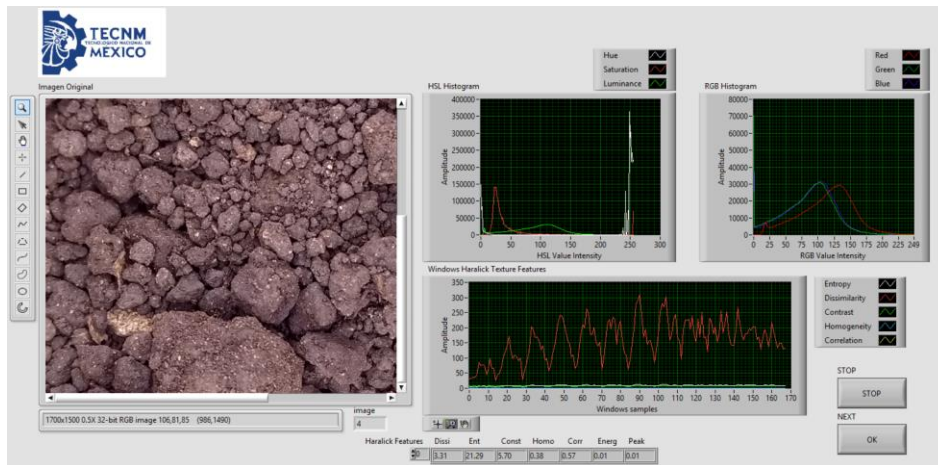 TECNM
TECNOLÓGICO NACIONAL DE
MÉXICO
Imagen Original
1700x1500 0.5X 32-bit RGB image 106,81,85 (986,1490)
image
4
HSL Histogram
Hue
Saturation
Luminance
Amplitude
400000
350000
300000
250000
200000
150000
100000
50000
0
0 50 100 150 200 250 300
HSL Value Intensity
RGB Histogram
Red
Green
Blue
Amplitude
80000
70000
60000
50000
40000
30000
20000
10000
0
0 25 50 75 100 125 150 175 200 225 249
RGB Value Intensity
Windows Haralick Texture Features
Amplitude
350
300
250
200
150
100
50
0
0 10 20 30 40 50 60 70 80 90 100 110 120 130 140 150 160 170
Windows samples
Entropy
Dissimilarity
Contrast
Homogeneity
Correlation
STOP
STOP
NEXT
OK
Haralick Features Dissi Ent Const Homo Corr Energ Peak
0 3.31 21.29 5.70 0.38 0.57 0.01 0.01